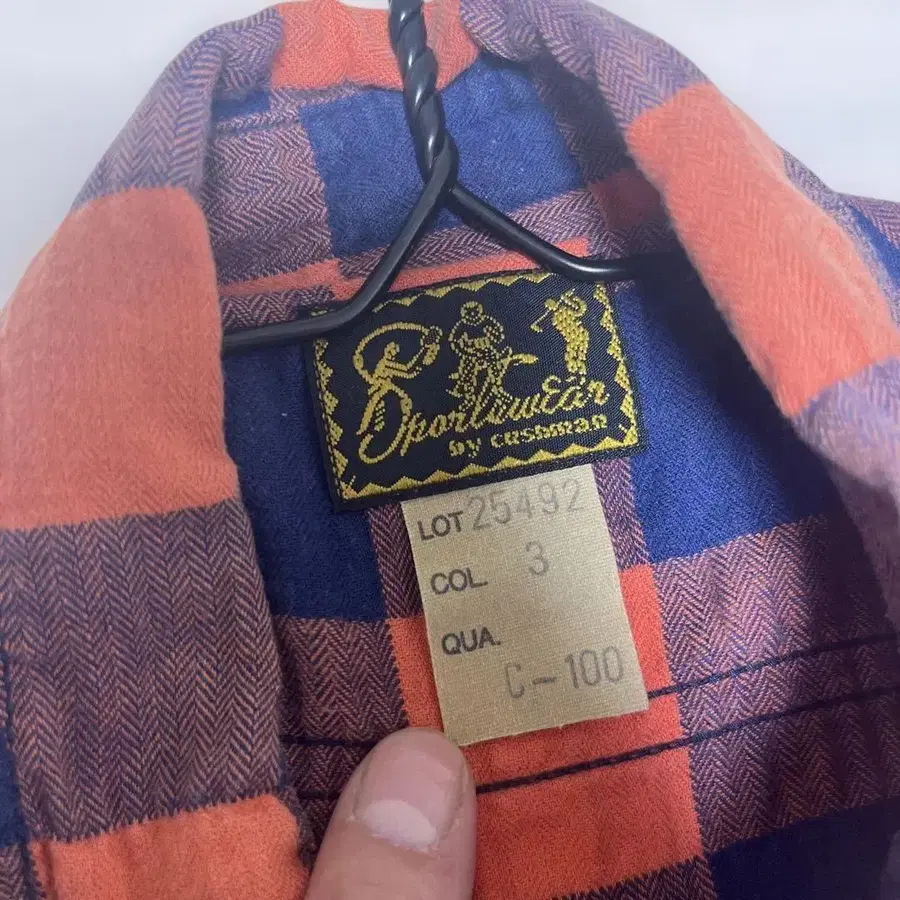 Sportswear
by cushman
LOT 25492
COL. 3
QUA.
C-100